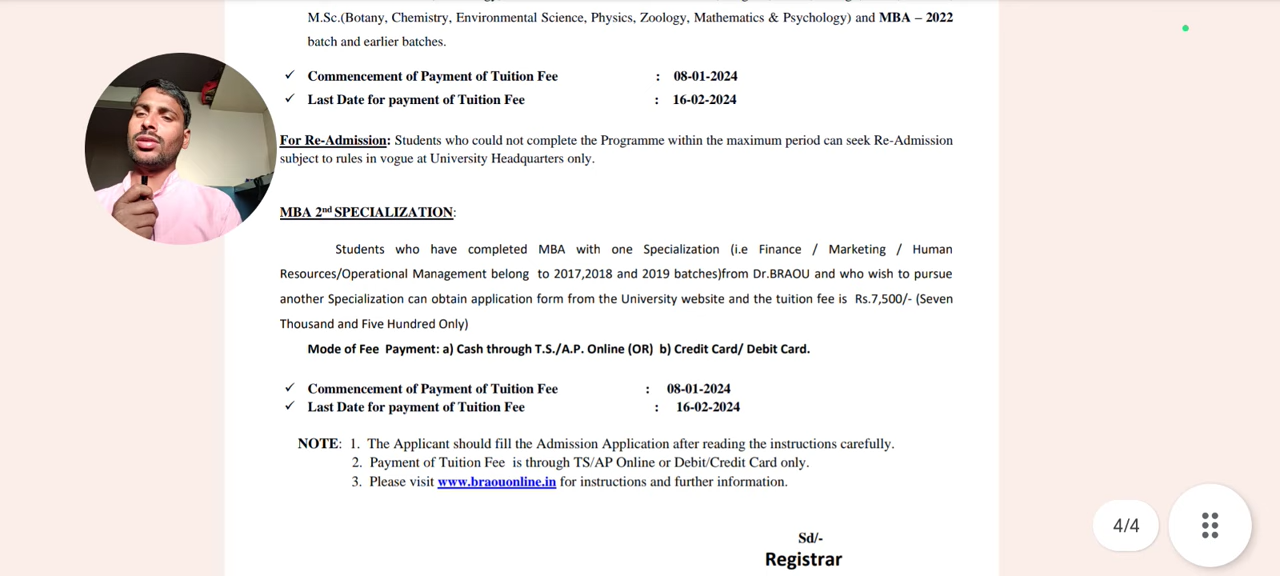 M.Sc.(Botany, Chemistry, Environmental Science, Physics, Zoology, Mathematics & Psychology) and MBA – 2022
batch and earlier batches.
✓ Commencement of Payment of Tuition Fee : 08-01-2024
✓ Last Date for payment of Tuition Fee : 16-02-2024
For Re-Admission: Students who could not complete the Programme within the maximum period can seek Re-Admission
subject to rules in vogue at University Headquarters only.
MBA 2nd SPECIALIZATION:
Students who have completed MBA with one Specialization (i.e Finance / Marketing / Human
Resources/Operational Management belong to 2017,2018 and 2019 batches)from Dr.BRAOU and who wish to pursue
another Specialization can obtain application form from the University website and the tuition fee is Rs.7,500/- (Seven
Thousand and Five Hundred Only)
Mode of Fee Payment: a) Cash through T.S./A.P. Online (OR) b) Credit Card/ Debit Card.
✓ Commencement of Payment of Tuition Fee : 08-01-2024
✓ Last Date for payment of Tuition Fee : 16-02-2024
NOTE: 1. The Applicant should fill the Admission Application after reading the instructions carefully.
2. Payment of Tuition Fee is through TS/AP Online or Debit/Credit Card only.
3. Please visit www.braouonline.in for instructions and further information.
4/4
Sd/-
Registrar